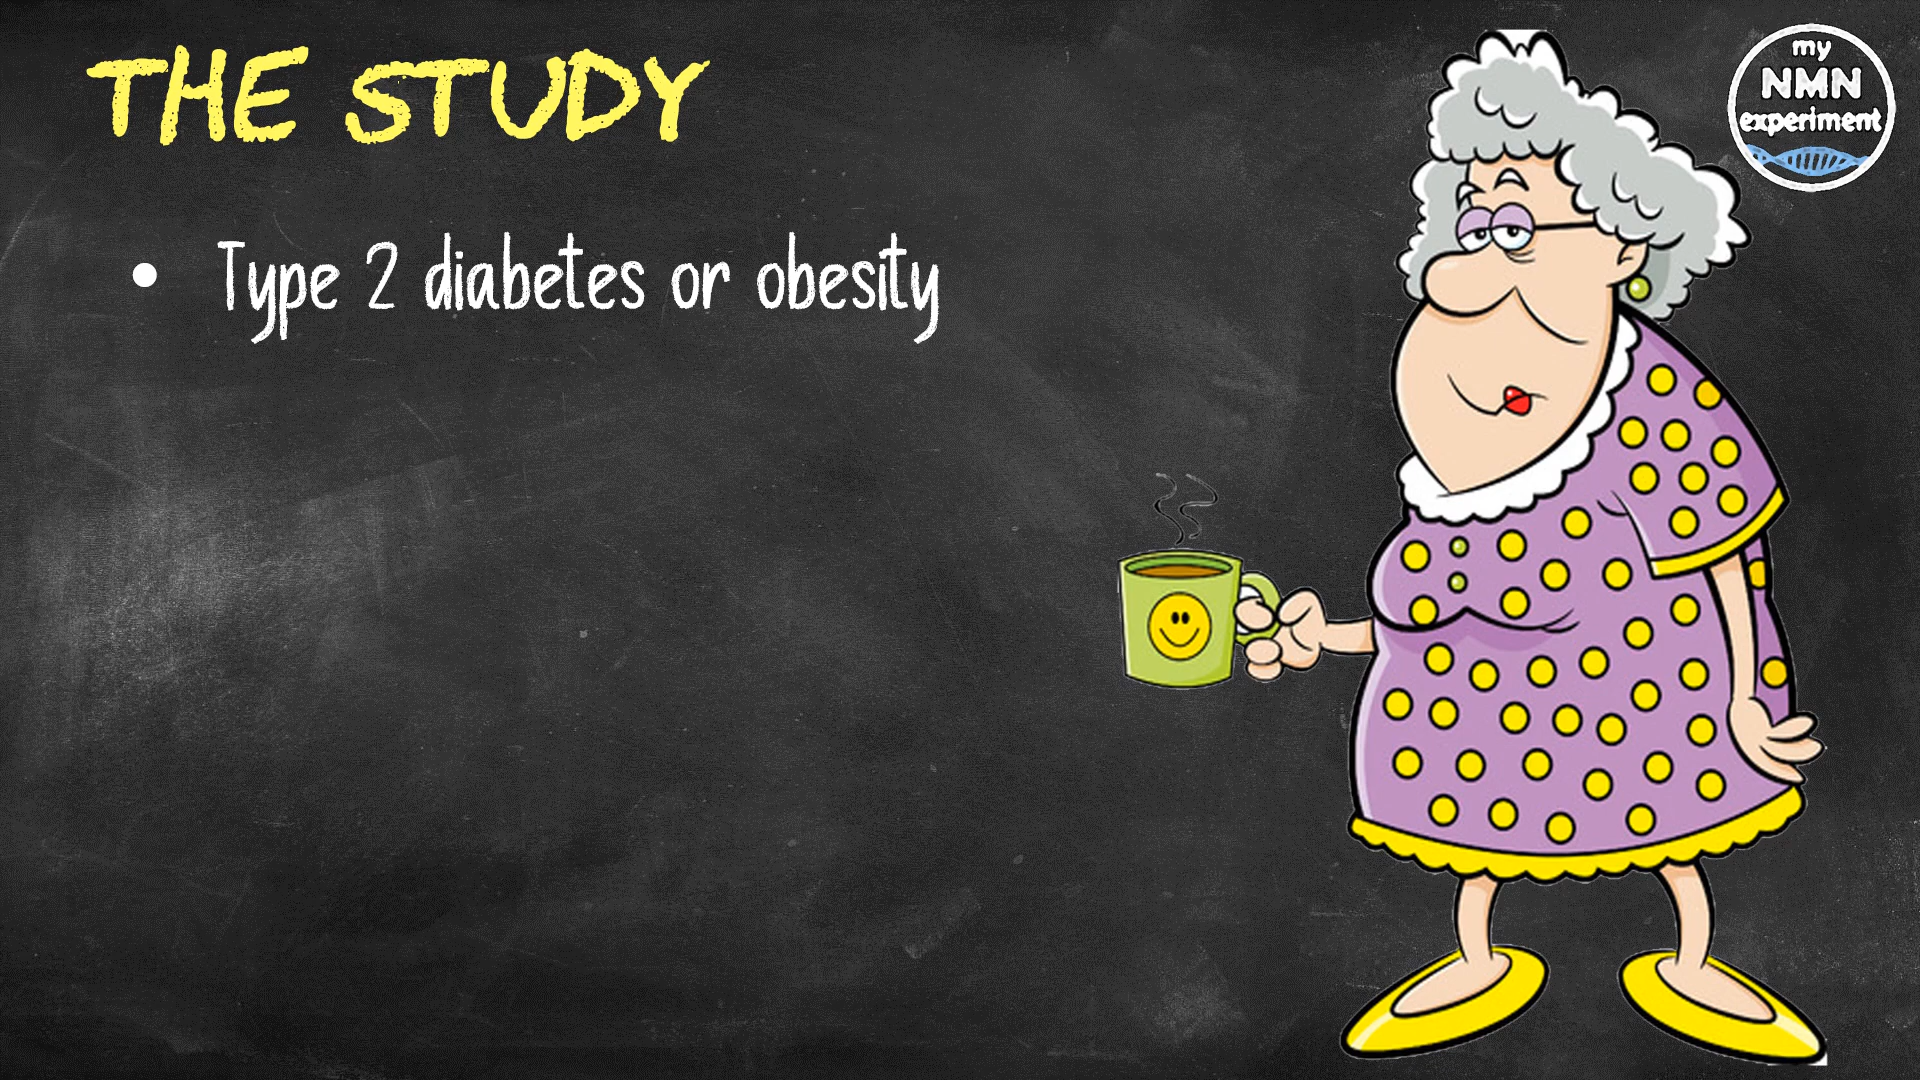 THE STUDY
my
NMN
experiment
• Type 2 diabetes or obesity